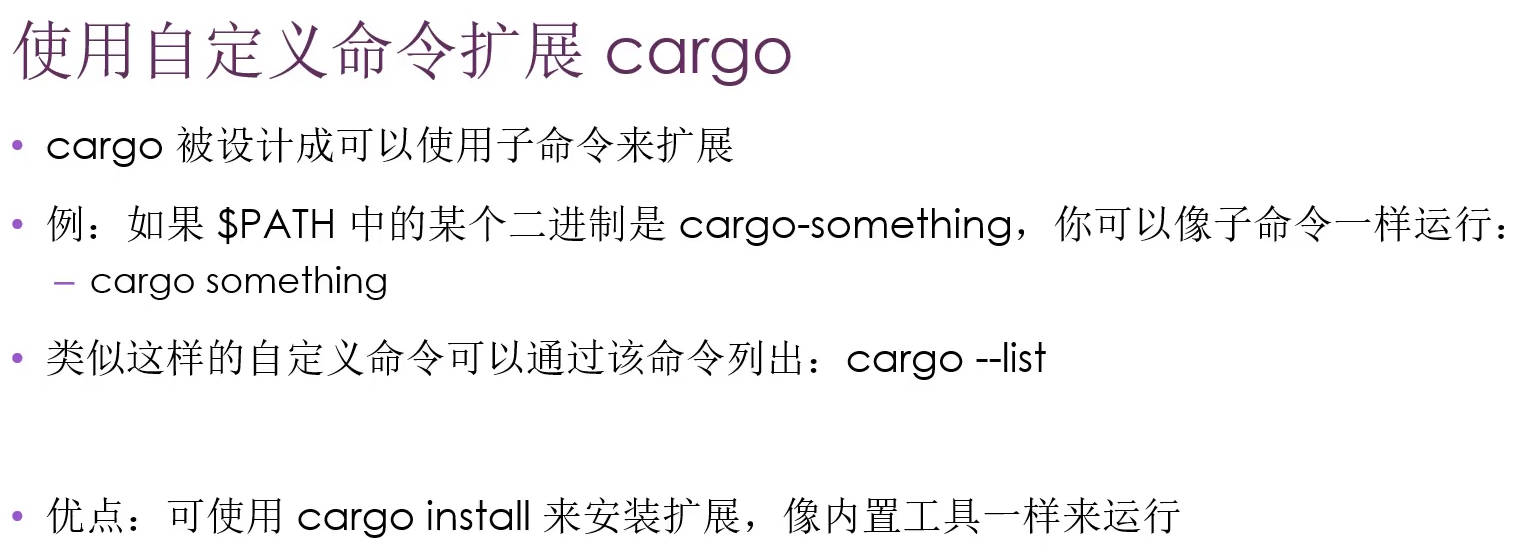 使用自定义命令扩展 cargo
• cargo 被设计成可以使用子命令来扩展
• 例：如果 $PATH 中的某个二进制是 cargo-something，你可以像子命令一样运行：
– cargo something
• 类似这样的自定义命令可以通过该命令列出：cargo --list
• 优点：可使用 cargo install 来安装扩展，像内置工具一样来运行